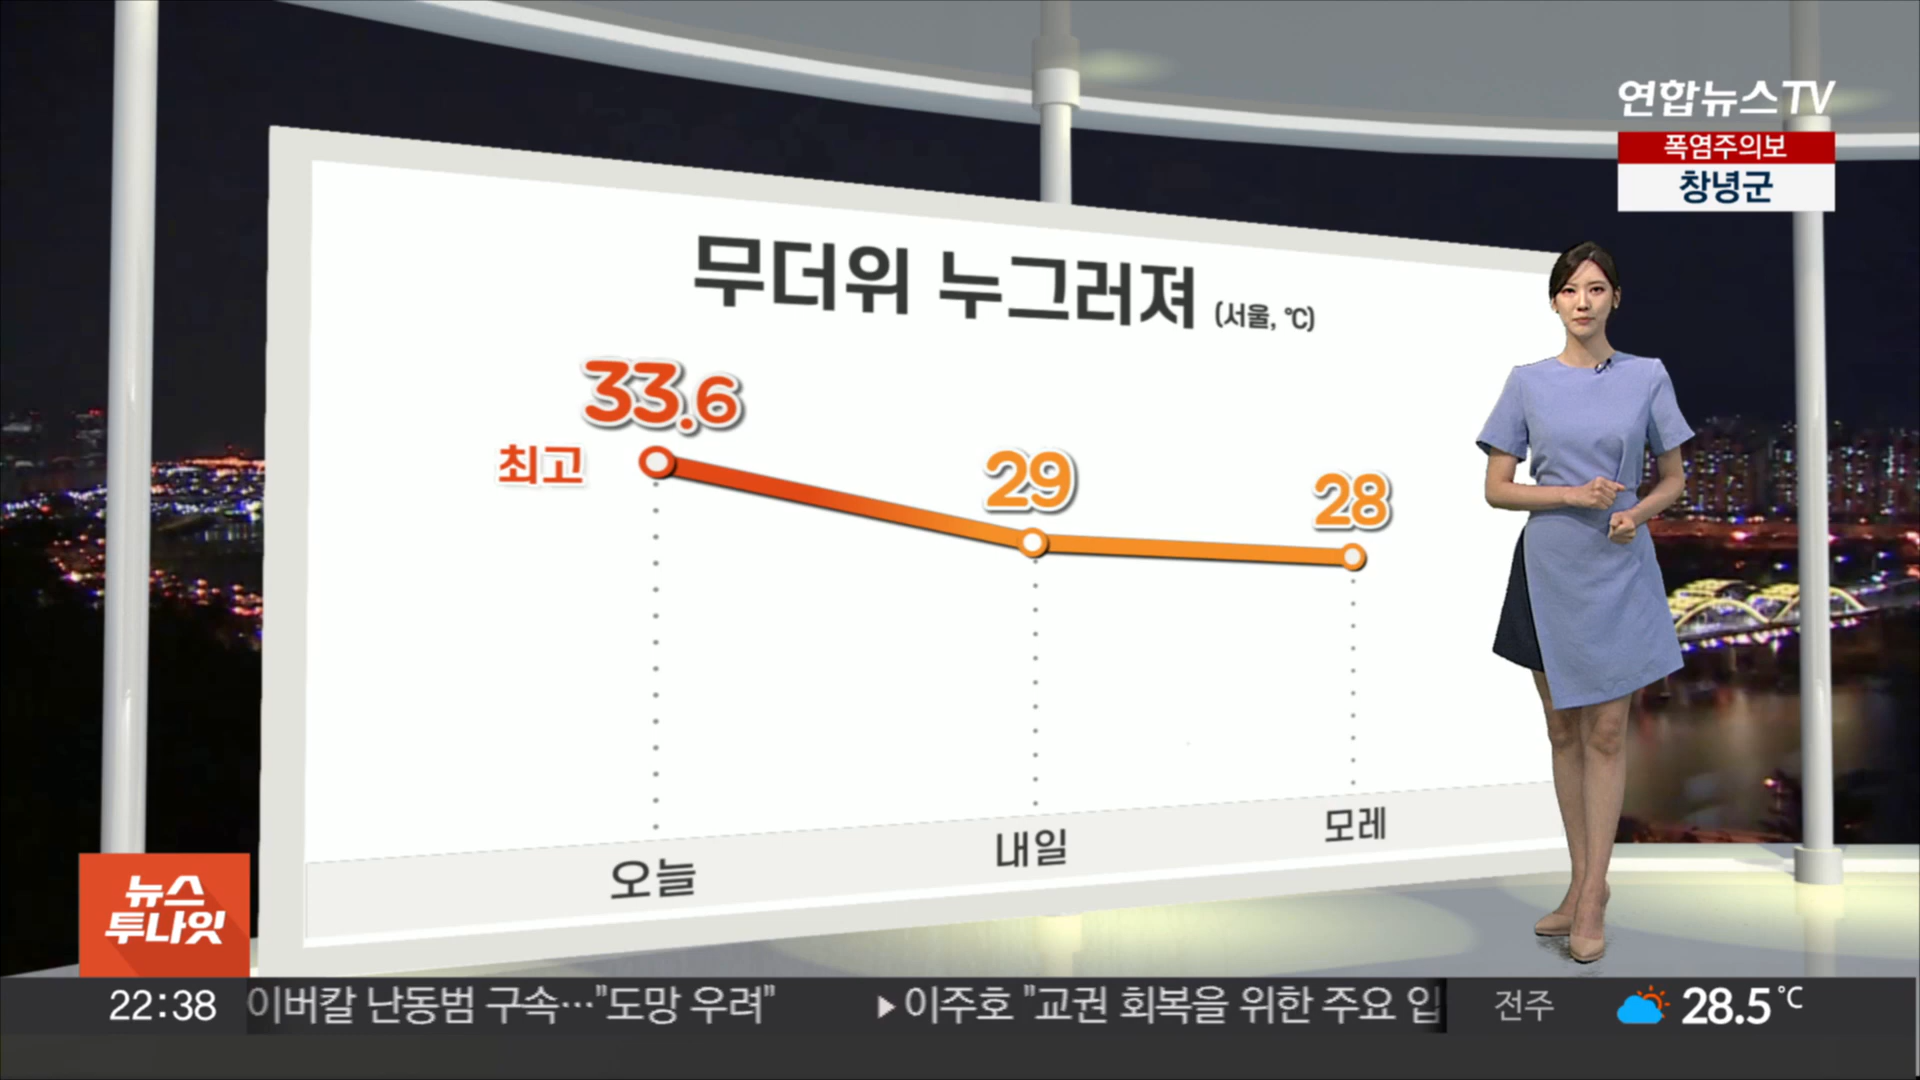 연합뉴스TV
폭염주의보
창녕군
무더위 누그러져 (서울, ℃)
33.6
최고
29
28
오늘
내일
모레
뉴스
투나잇
22:38 이버칼 난동범 구속…"도망 우려" ▶이주호 "교권 회복을 위한 주요 입 전주 28.5℃